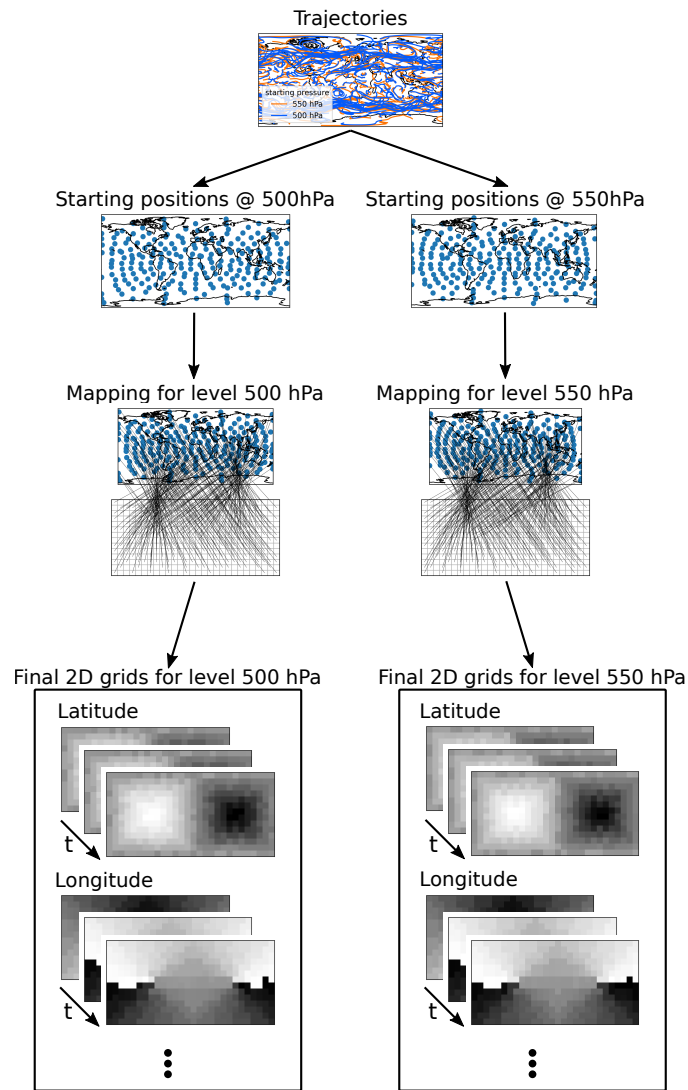 Trajectories
starting pressure
550 hPa
500 hPa
Starting positions @ 500hPa
Starting positions @ 550hPa
Mapping for level 500 hPa
Mapping for level 550 hPa
Final 2D grids for level 500 hPa
Final 2D grids for level 550 hPa
Latitude
t
Longitude
t
Latitude
t
Longitude
t